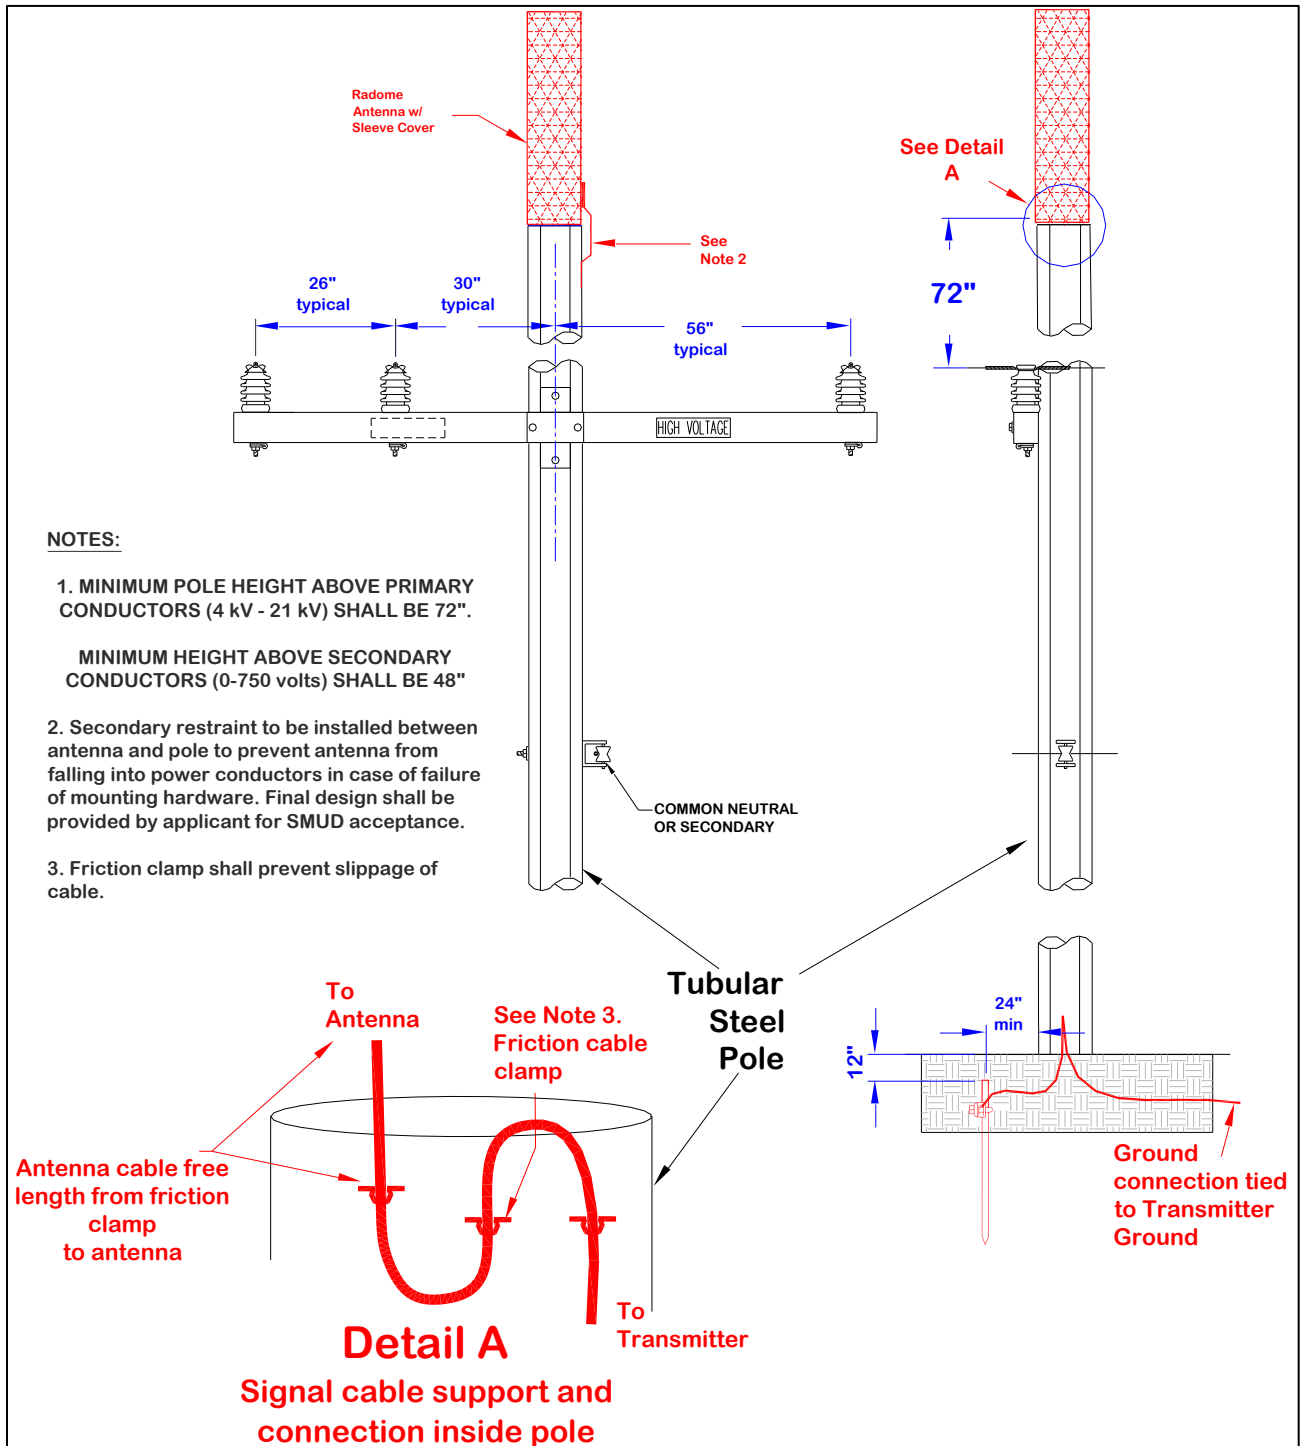 Radome
Antenna w/
Sleeve Cover
See Detail
A
See
Note 2
26"
typical
30"
typical
56"
typical
72"
HIGH VOLTAGE
NOTES:
1. MINIMUM POLE HEIGHT ABOVE PRIMARY
CONDUCTORS (4 kV - 21 kV) SHALL BE 72".
MINIMUM HEIGHT ABOVE SECONDARY
CONDUCTORS (0-750 volts) SHALL BE 48"
2. Secondary restraint to be installed between
antenna and pole to prevent antenna from
falling into power conductors in case of failure
of mounting hardware. Final design shall be
provided by applicant for SMUD acceptance.
3. Friction clamp shall prevent slippage of
cable.
COMMON NEUTRAL
OR SECONDARY
Tubular
Steel
Pole
24"
min
12"
To
Antenna
See Note 3.
Friction cable
clamp
Antenna cable free
length from friction
clamp
to antenna
Ground
connection tied
to Transmitter
Ground
To
Transmitter
Detail A
Signal cable support and
connection inside pole